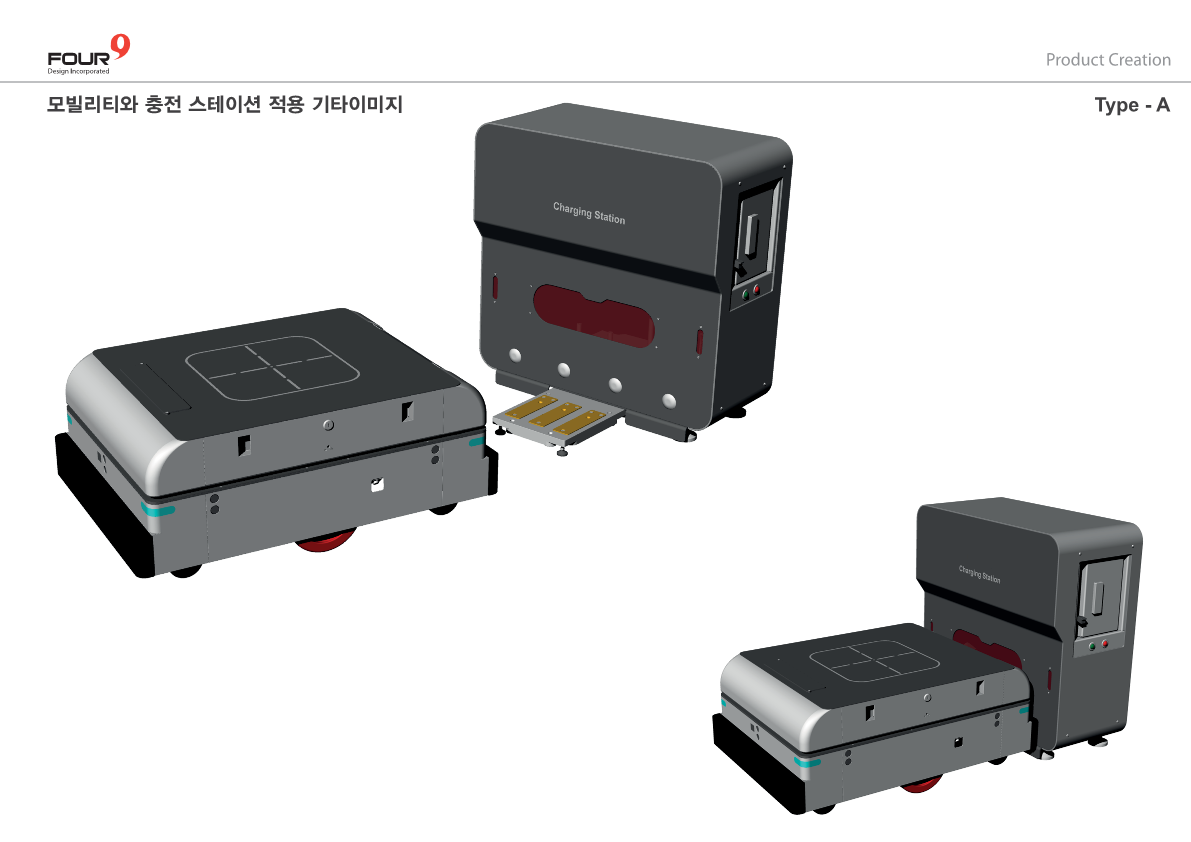 FOUR9
Design Incorporated
Product Creation
모빌리티와 충전 스테이션 적용 기타이미지
Type - A
Charging Station
Charging Station